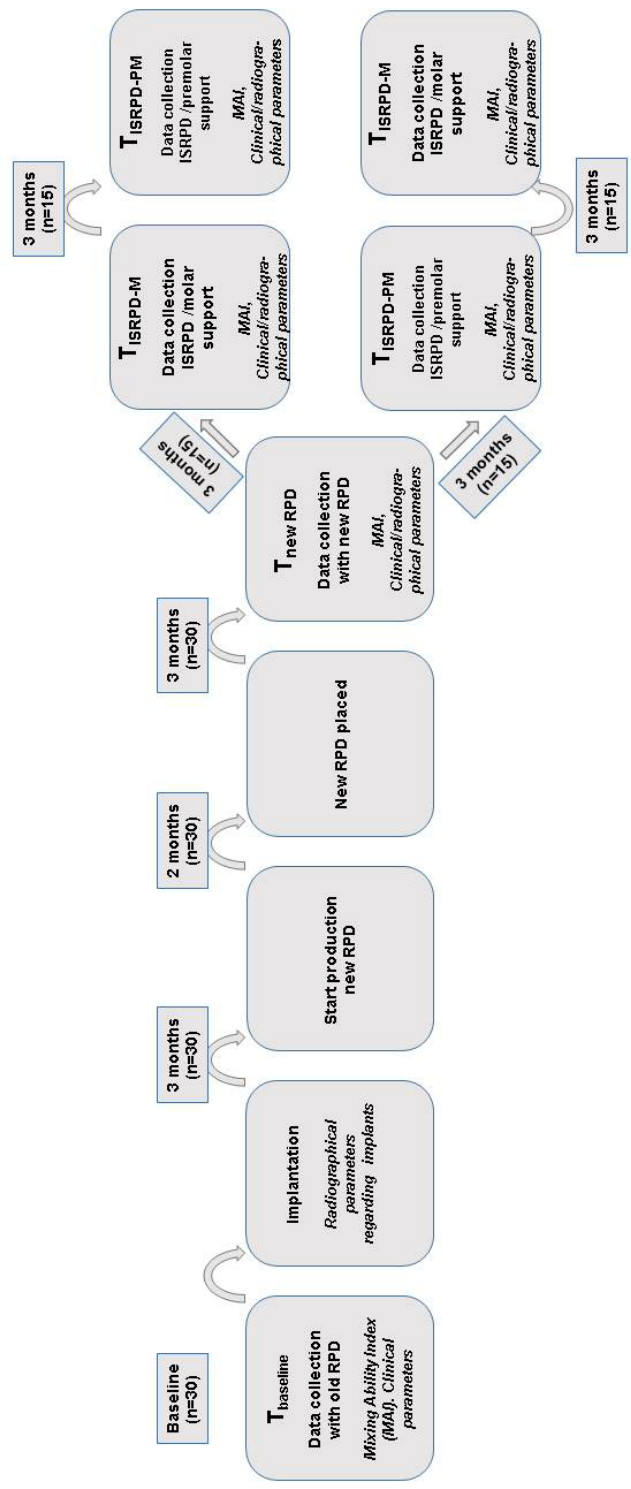 Baseline
(n=30)
T baseline
Data collection
with old RPD
Mixing Ability Index
(MAI). Clinical
parameters
Implantation
Radiographical
parameters
regarding implants
3 months
(n=30)
Start production
new RPD
2 months
(n=30)
New RPD placed
3 months
(n=30)
T new RPD
Data collection
with new RPD
MAI,
Clinical/radiogra-
phical parameters
3 months
(n=15)
T ISRPD-M
Data collection
ISRPD /molar
support
MAI,
Clinical/radiogra-
phical parameters
3 months
(n=15)
T ISRPD-PM
Data collection
ISRPD /premolar
support
MAI,
Clinical/radiogra-
phical parameters
3 months
(n=15)
T ISRPD-PM
Data collection
ISRPD /premolar
support
MAI,
Clinical/radiogra-
phical parameters
3 months
(n=15)
T ISRPD-M
Data collection
ISRPD /molar
support
MAI,
Clinical/radiogra-
phical parameters